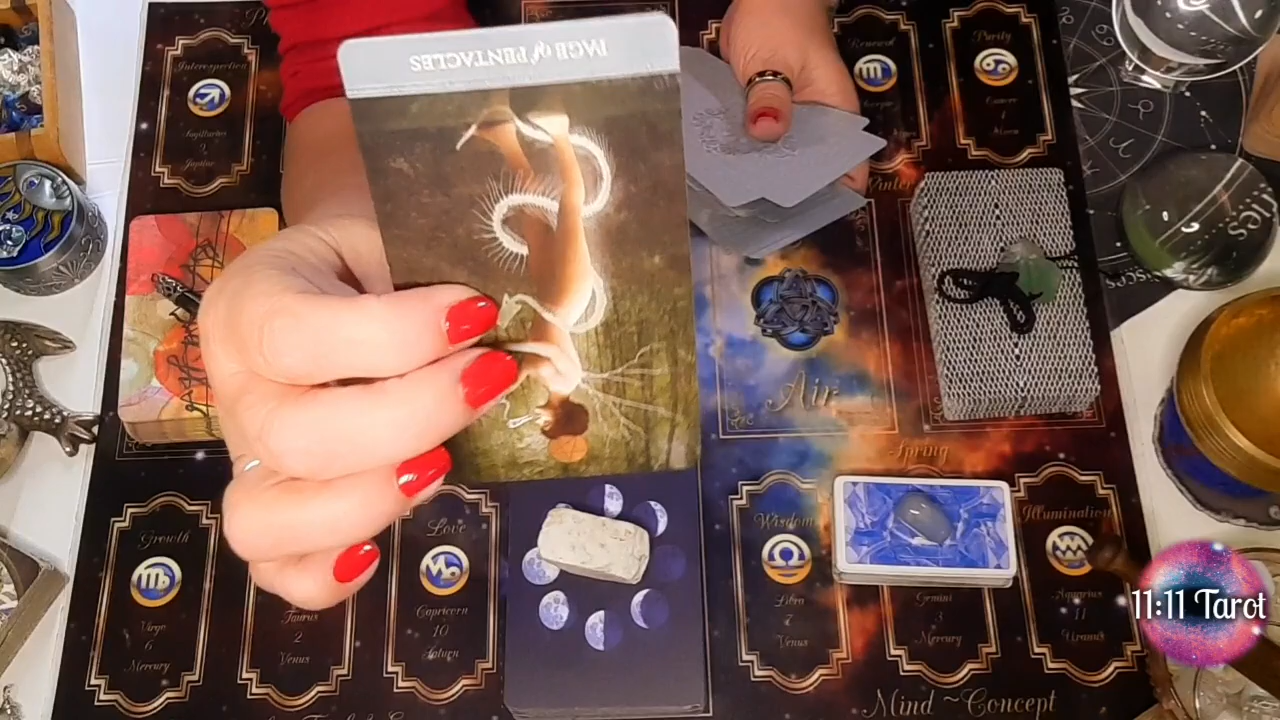 PAGE of PENTACLES
Introspection
Sagittarius
9
Jupiter
Renewal
Purity
Cancer
4
Moon
Winter
Air
Spring
Growth
Virgo
6
Mercury
Taurus
2
Venus
Love
Capricorn
10
Saturn
Wisdom
Libra
7
Venus
Gemini
3
Mercury
Illumination
Aquarius
11
Uranus
Mind~Concept
11:11 Tarot